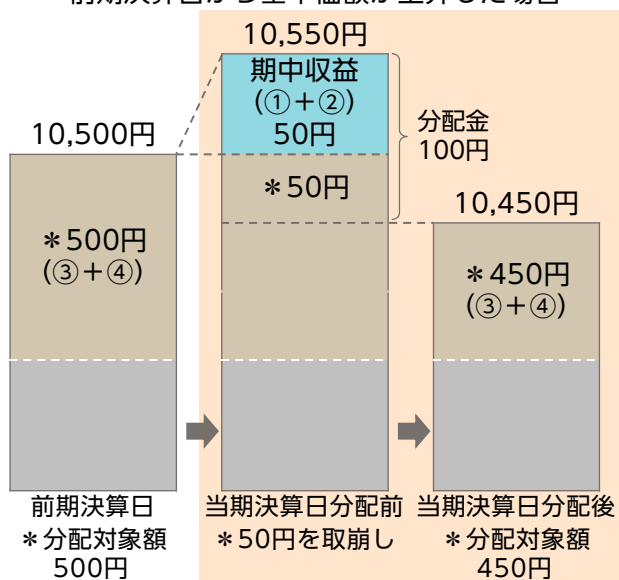 前期決算日から基準価額が上昇した場合
10,550円
期中収益
(①＋②)
50円
分配金
100円
10,500円
＊50円
10,450円
＊500円
(③＋④)
＊450円
(③＋④)
前期決算日
＊分配対象額
500円
当期決算日分配前
＊50円を取崩し
当期決算日分配後
＊分配対象額
450円